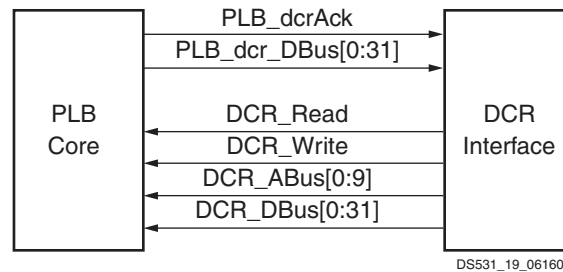 PLB_dcrAck
PLB_dcr_DBus[0:31]
PLB
Core
DCR_Read
DCR_Write
DCR_ABus[0:9]
DCR_DBus[0:31]
DCR
Interface
DS531_19_06160